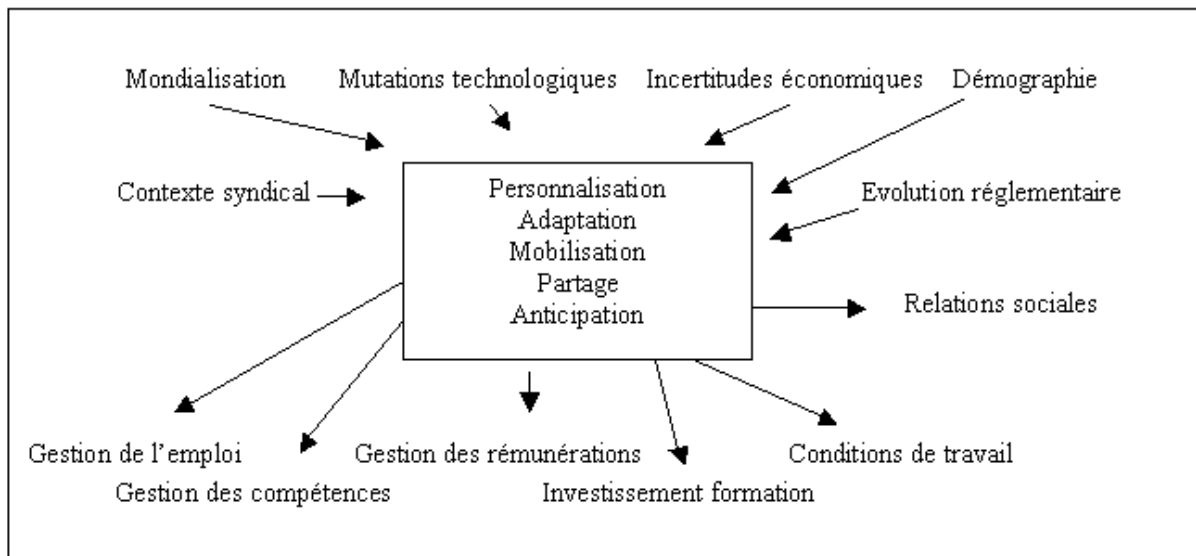 Mondialisation
Mutations technologiques
Incertitudes économiques
Démographie
Contexte syndical
Personnalisation
Adaptation
Mobilisation
Partage
Anticipation
Evolution réglementaire
Relations sociales
Gestion de l’emploi
Gestion des compétences
Gestion des rémunérations
Investissement formation
Conditions de travail